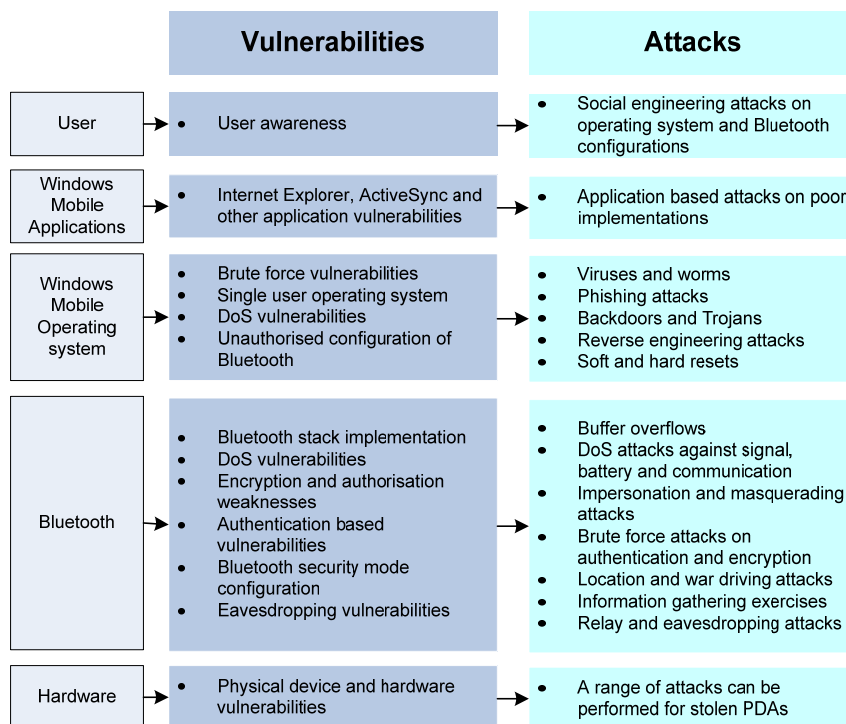 Vulnerabilities
Attacks
User
• User awareness
• Social engineering attacks on
operating system and Bluetooth
configurations
Windows
Mobile
Applications
• Internet Explorer, ActiveSync and
other application vulnerabilities
• Application based attacks on poor
implementations
Windows
Mobile
Operating
system
• Brute force vulnerabilities
• Single user operating system
• DoS vulnerabilities
• Unauthorised configuration of
Bluetooth
• Viruses and worms
• Phishing attacks
• Backdoors and Trojans
• Reverse engineering attacks
• Soft and hard resets
Bluetooth
• Bluetooth stack implementation
• DoS vulnerabilities
• Encryption and authorisation
weaknesses
• Authentication based
vulnerabilities
• Bluetooth security mode
configuration
• Eavesdropping vulnerabilities
• Buffer overflows
• DoS attacks against signal,
battery and communication
• Impersonation and masquerading
attacks
• Brute force attacks on
authentication and encryption
• Location and war driving attacks
• Information gathering exercises
• Relay and eavesdropping attacks
Hardware
• Physical device and hardware
vulnerabilities
• A range of attacks can be
performed for stolen PDAs